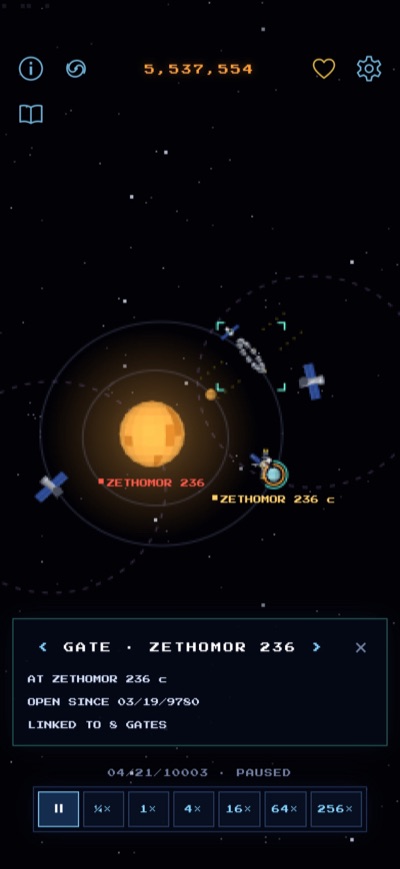 5,537,554
ZETHOMOR 236
ZETHOMOR 236 c
< GATE · ZETHOMOR 236 > ×
AT ZETHOMOR 236 c
OPEN SINCE 03/19/9780
LINKED TO 8 GATES
04/21/10003 · PAUSED
¼× 1× 4× 16× 64× 256×